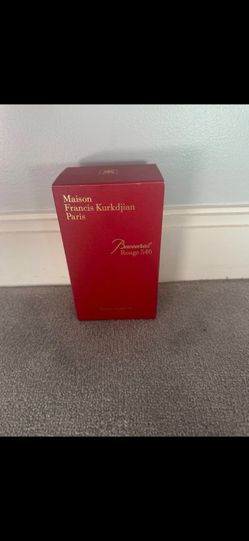 Maison
Francis Kurkdjian
Paris
Baccarat
Rouge 540